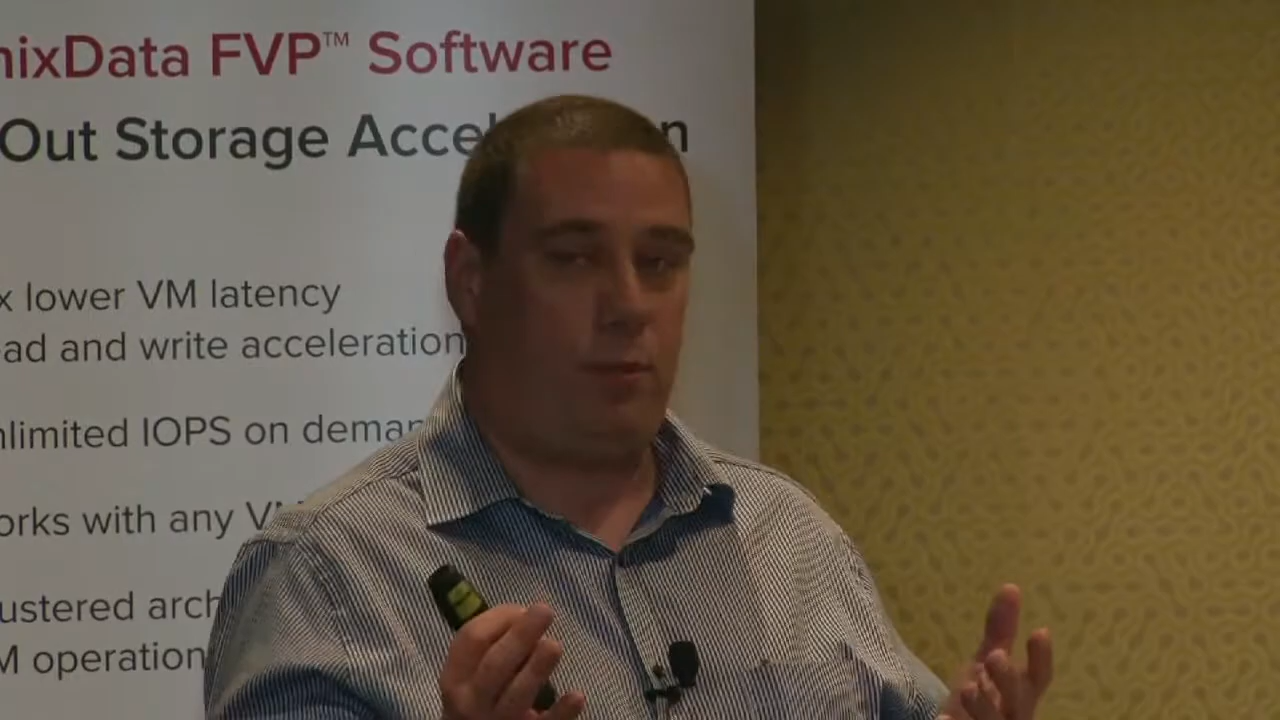 nixData FVP™ Software
Out Storage Acce n
x lower VM latency
ad and write acceleration
nlimited IOPS on deman
orks with any VM
ustered arch
M operation